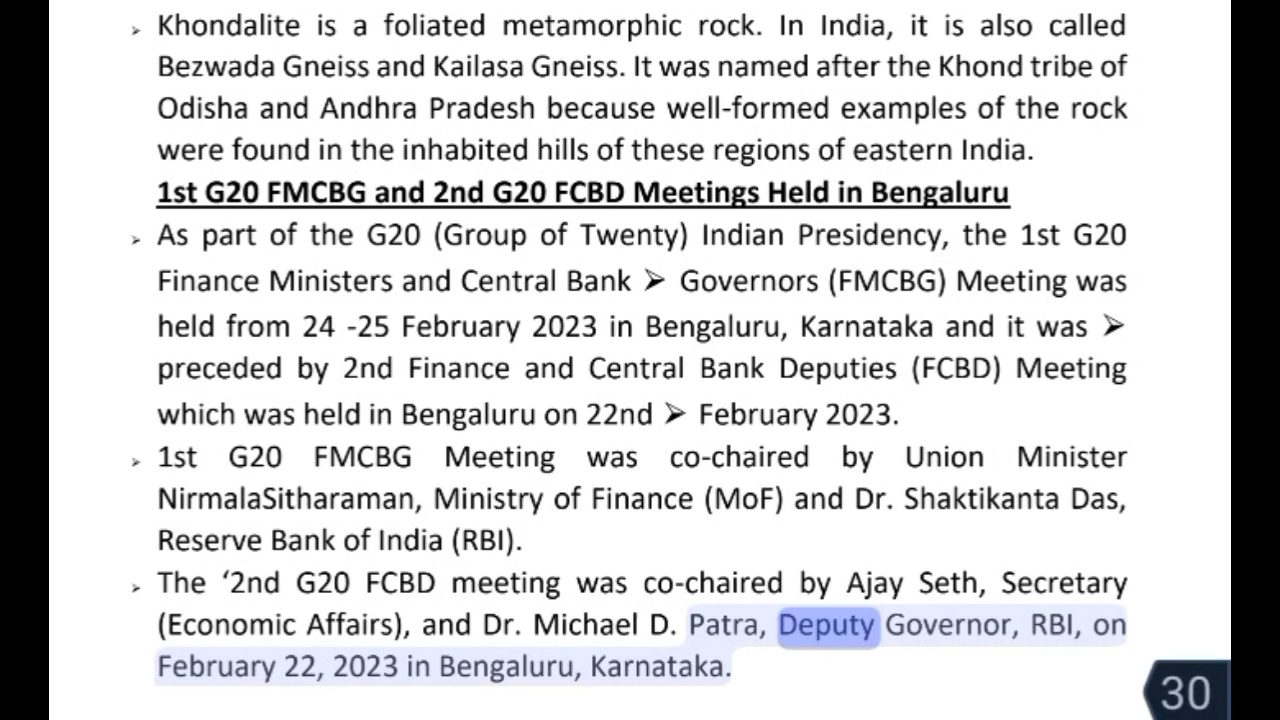 ➢ Khondalite is a foliated metamorphic rock. In India, it is also called
Bezwada Gneiss and Kailasa Gneiss. It was named after the Khond tribe of
Odisha and Andhra Pradesh because well-formed examples of the rock
were found in the inhabited hills of these regions of eastern India.
1st G20 FMCBG and 2nd G20 FCBD Meetings Held in Bengaluru
➢ As part of the G20 (Group of Twenty) Indian Presidency, the 1st G20
Finance Ministers and Central Bank ➢ Governors (FMCBG) Meeting was
held from 24 -25 February 2023 in Bengaluru, Karnataka and it was ➢
preceded by 2nd Finance and Central Bank Deputies (FCBD) Meeting
which was held in Bengaluru on 22nd ➢ February 2023.
➢ 1st G20 FMCBG Meeting was co-chaired by Union Minister
NirmalaSitharaman, Ministry of Finance (MoF) and Dr. Shaktikanta Das,
Reserve Bank of India (RBI).
➢ The ‘2nd G20 FCBD meeting was co-chaired by Ajay Seth, Secretary
(Economic Affairs), and Dr. Michael D. Patra, Deputy Governor, RBI, on
February 22, 2023 in Bengaluru, Karnataka.
30